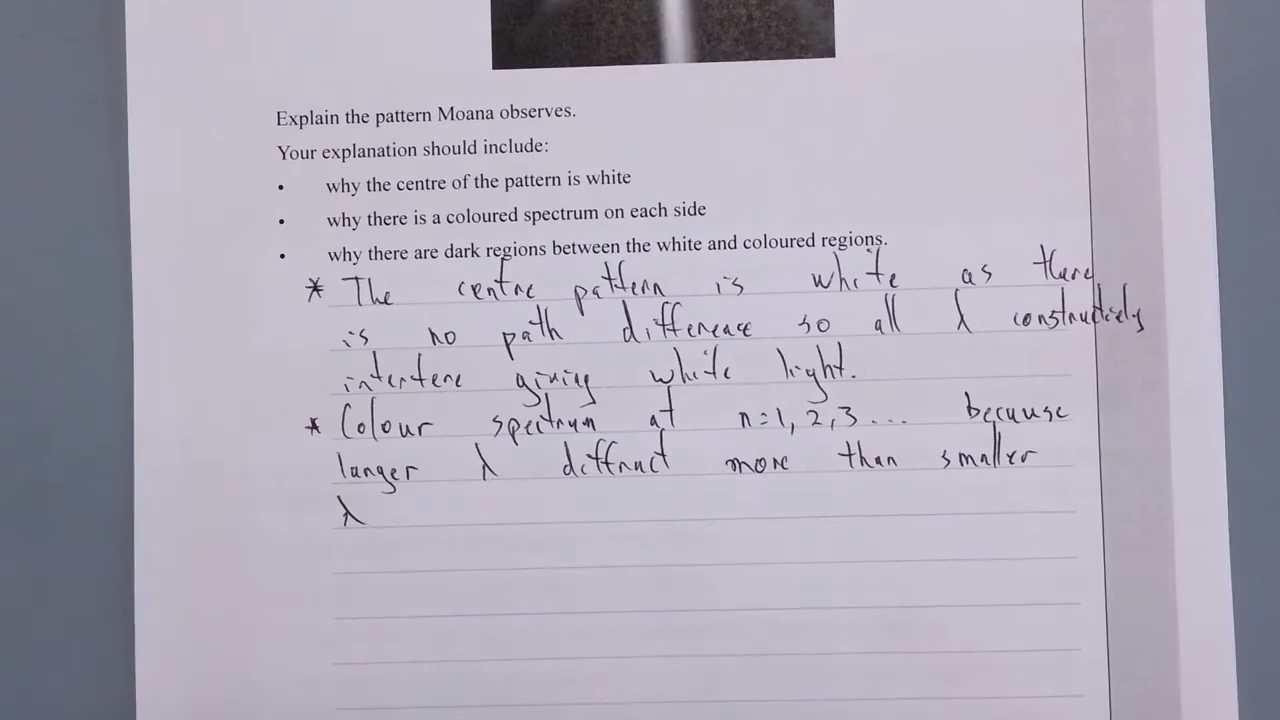 Explain the pattern Moana observes.
Your explanation should include:
• why the centre of the pattern is white
• why there is a coloured spectrum on each side
• why there are dark regions between the white and coloured regions.
* The centre pattern is white as there
is no path difference so all λ constructively
interfere giving white light.
* Colour spectrum at n=1, 2, 3... because
larger λ diffract more than smaller
λ